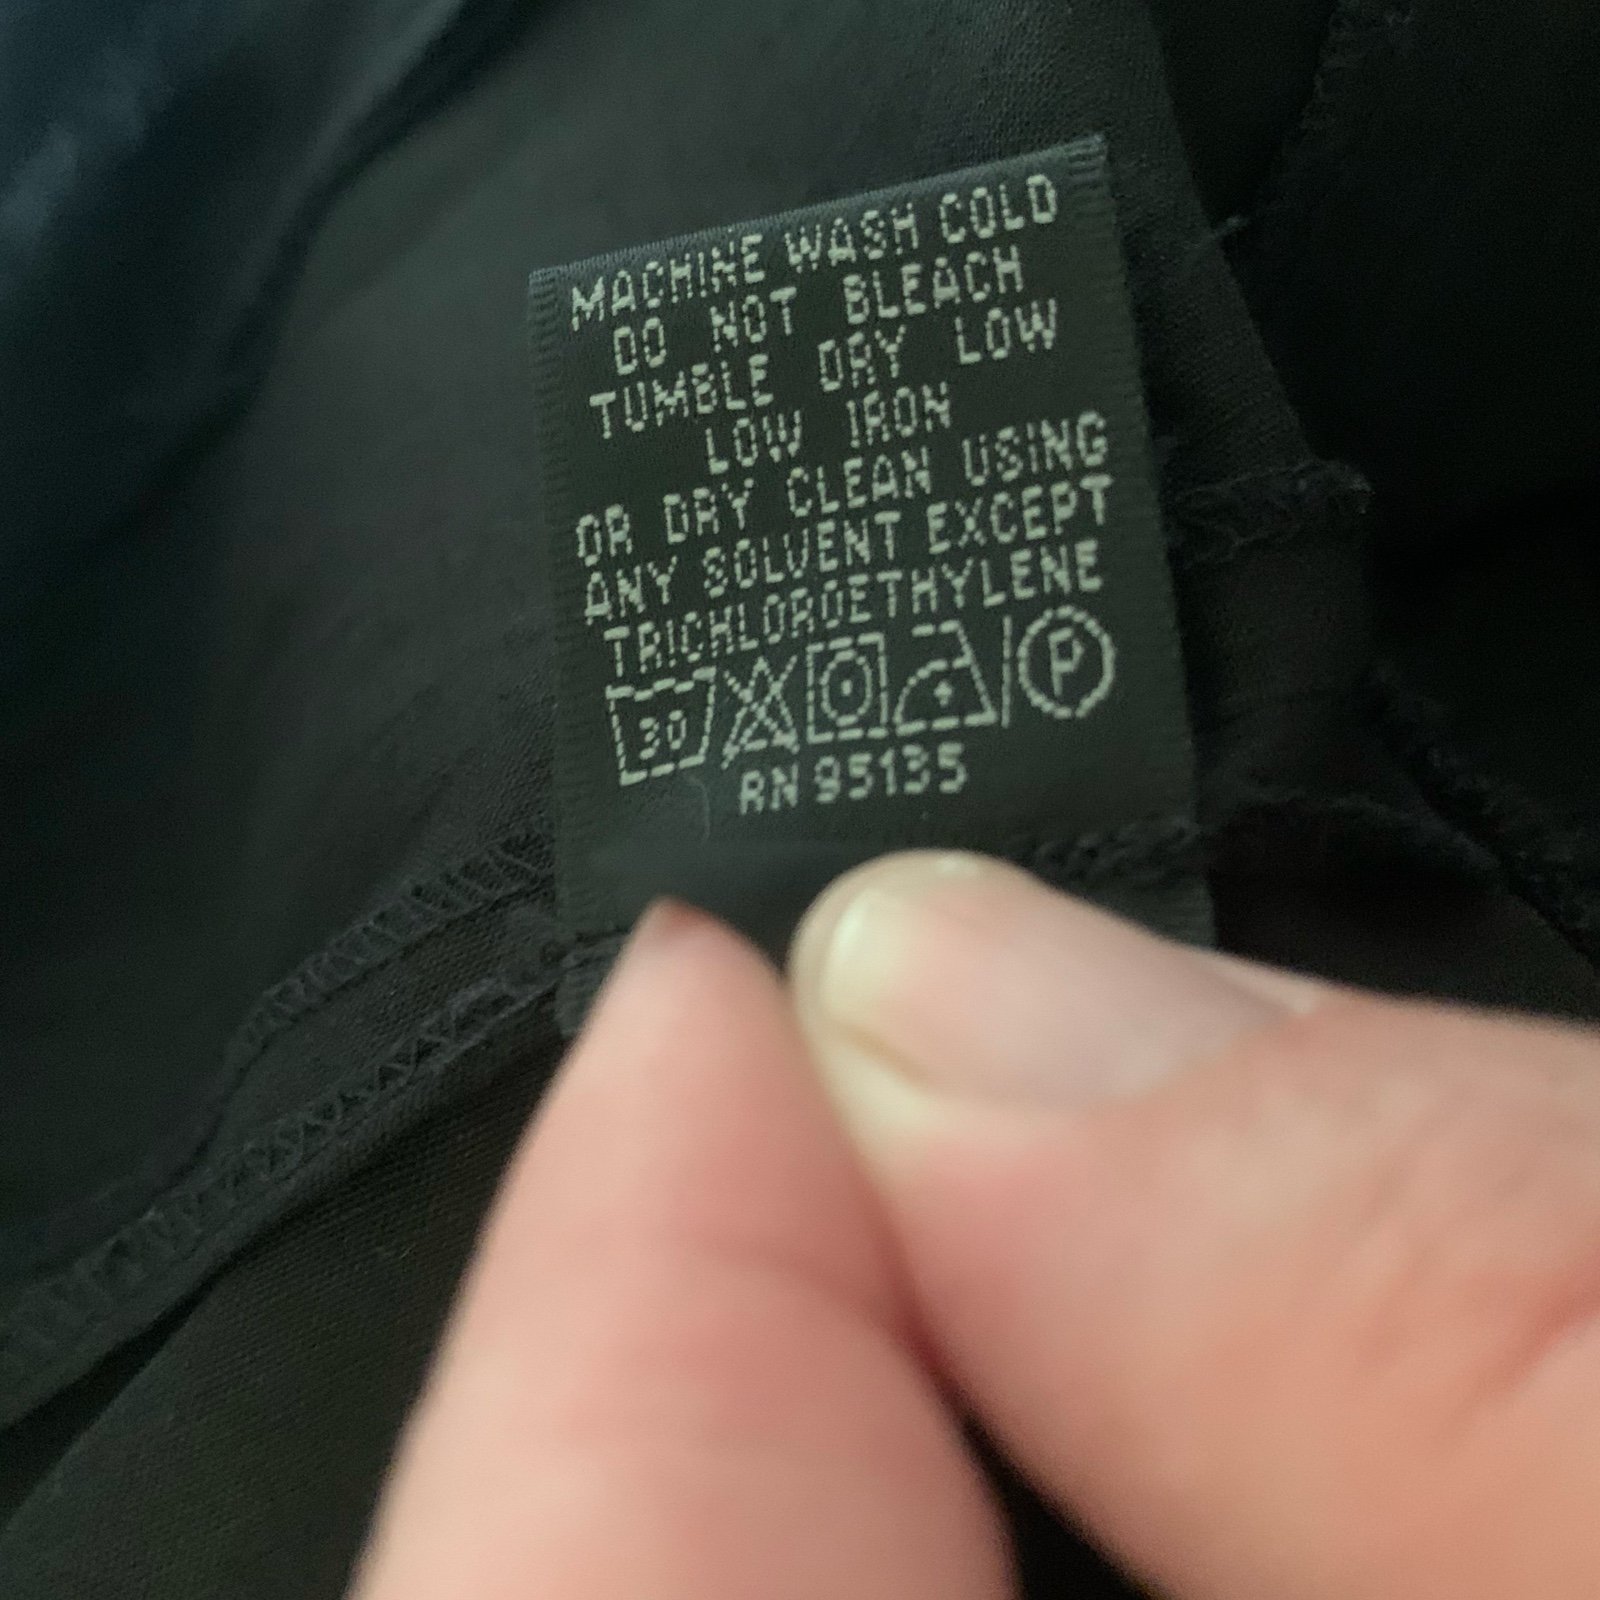 MACHINE WASH COLD
DO NOT BLEACH
TUMBLE DRY LOW
LOW IRON
OR DRY CLEAN USING
ANY SOLVENT EXCEPT
TRICHLOROETHYLENE
30 P
RN 95135